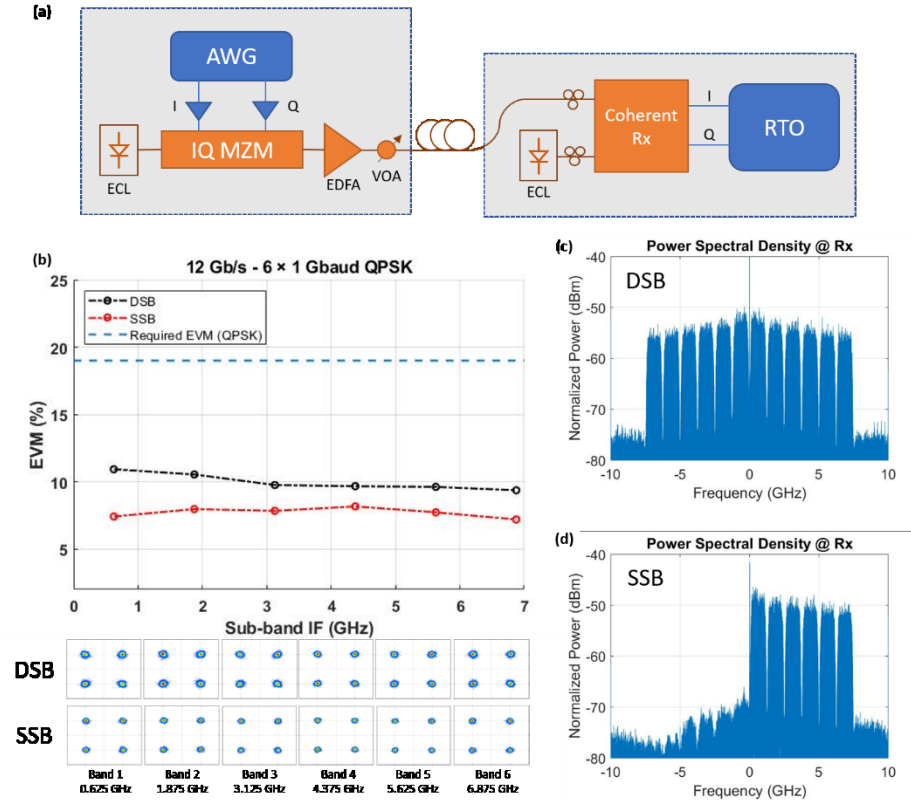 (a)
AWG
I
Q
IQ MZM
ECL
EDFA
VOA
Coherent
Rx
ECL
I
Q
RTO
(b)
12 Gb/s - 6 × 1 Gbaud QPSK
DSB
SSB
Required EVM (QPSK)
EVM (%)
25
20
15
10
5
0 1 2 3 4 5 6 7
Sub-band IF (GHz)
DSB
SSB
Band 1 Band 2 Band 3 Band 4 Band 5 Band 6
0.625 GHz 1.875 GHz 3.125 GHz 4.375 GHz 5.625 GHz 6.875 GHz
(c)
Power Spectral Density @ Rx
DSB
Normalized Power (dBm)
-40
-50
-60
-70
-80
-10 -5 0 5 10
Frequency (GHz)
(d)
Power Spectral Density @ Rx
SSB
Normalized Power (dBm)
-40
-50
-60
-70
-80
-10 -5 0 5 10
Frequency (GHz)